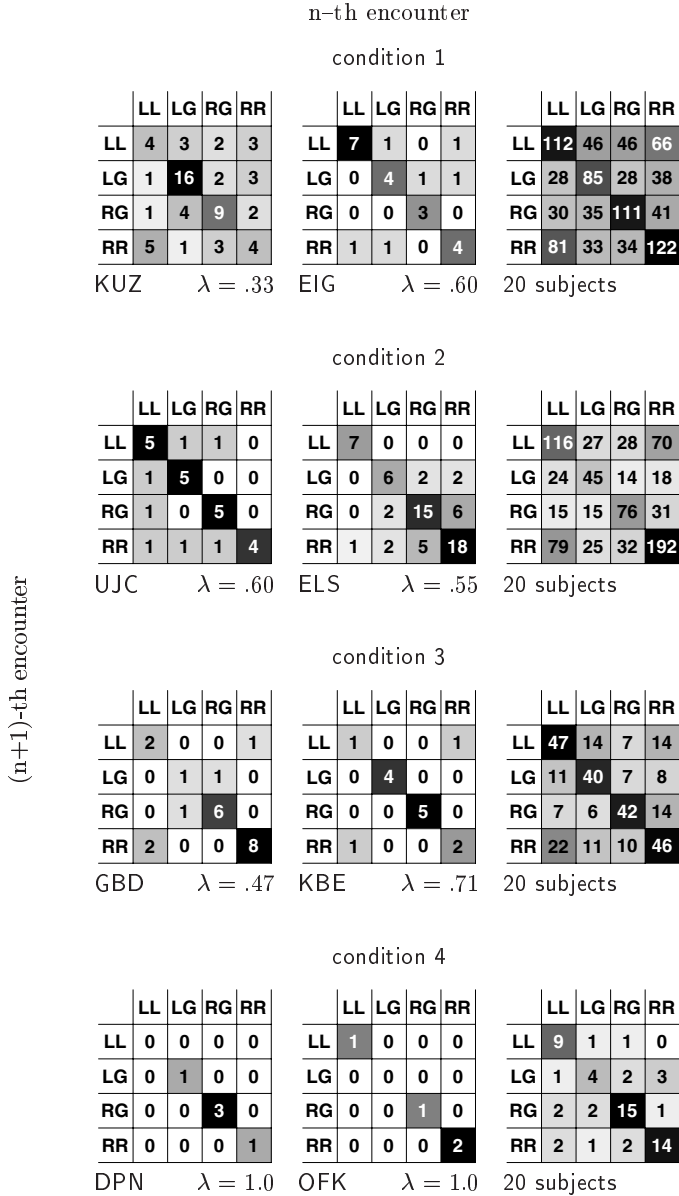 n–th encounter
condition 1
LL LG RG RR LL LG RG RR LL LG RG RR
LL 4 3 2 3 LL 7 1 0 1 LL 112 46 46 66
LG 1 16 2 3 LG 0 4 1 1 LG 28 85 28 38
RG 1 4 9 2 RG 0 0 3 0 RG 30 35 111 41
RR 5 1 3 4 RR 1 1 0 4 RR 81 33 34 122
KUZ λ = .33 EIG λ = .60 20 subjects
condition 2
LL LG RG RR LL LG RG RR LL LG RG RR
LL 5 1 1 0 LL 7 0 0 0 LL 116 27 28 70
LG 1 5 0 0 LG 0 6 2 2 LG 24 45 14 18
RG 1 0 5 0 RG 0 2 15 6 RG 15 15 76 31
RR 1 1 1 4 RR 1 2 5 18 RR 79 25 32 192
UJC λ = .60 ELS λ = .55 20 subjects
(n+1)-th encounter
condition 3
LL LG RG RR LL LG RG RR LL LG RG RR
LL 2 0 0 1 LL 1 0 0 1 LL 47 14 7 14
LG 0 1 1 0 LG 0 4 0 0 LG 11 40 7 8
RG 0 1 6 0 RG 0 0 5 0 RG 7 6 42 14
RR 2 0 0 8 RR 1 0 0 2 RR 22 11 10 46
GBD λ = .47 KBE λ = .71 20 subjects
condition 4
LL LG RG RR LL LG RG RR LL LG RG RR
LL 0 0 0 0 LL 1 0 0 0 LL 9 1 1 0
LG 0 1 0 0 LG 0 0 0 0 LG 1 4 2 3
RG 0 0 3 0 RG 0 0 1 0 RG 2 2 15 1
RR 0 0 0 1 RR 0 0 0 2 RR 2 1 2 14
DPN λ = 1.0 OFK λ = 1.0 20 subjects